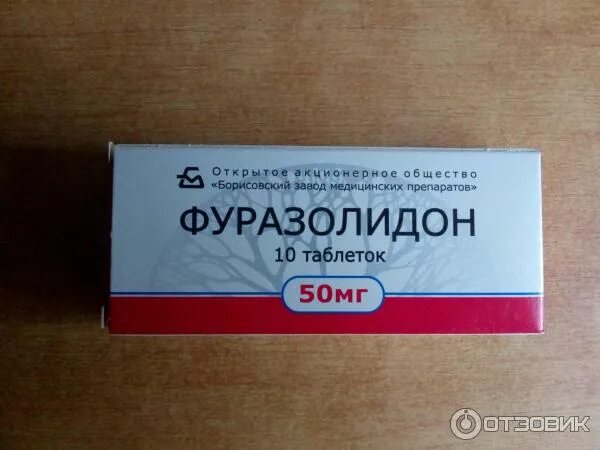 Открытое акционерное общество
«Борисовский завод медицинских препаратов»
ФУРАЗОЛИДОН
10 таблеток
50мг
ОТЗОВИК